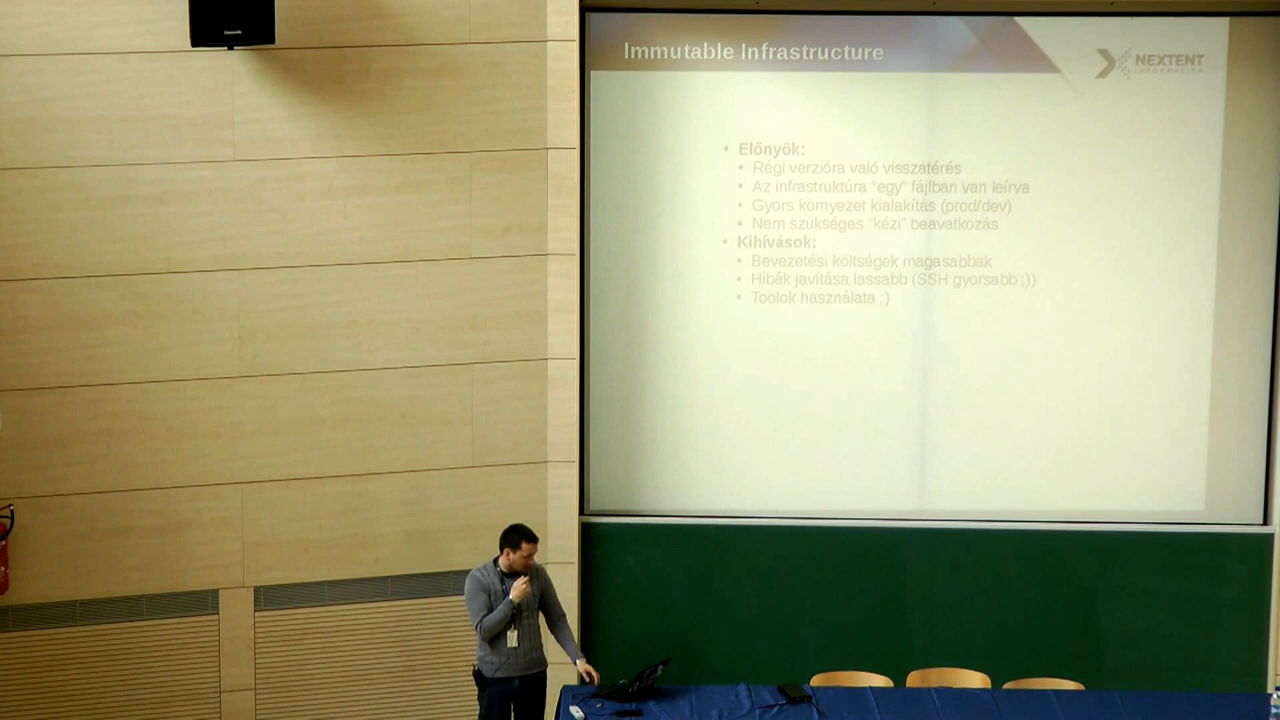 Immutable Infrastructure
NEXTENT
INFORMATIKA
• Előnyök:
• Régi verzióra való visszatérés
• Az infrastruktúra "egy" fájlban van leírva
• Gyors környezet kialakítás (prod/dev)
• Nem szükséges "kézi" beavatkozás
• Kihívások:
• Bevezetési költségek magasabbak
• Hibák javítása lassabb (SSH gyorsabb ;))
• Toolok használata ;)